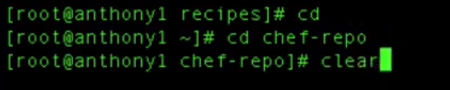 [root@anthony1 recipes]# cd
[root@anthony1 ~]# cd chef-repo
[root@anthony1 chef-repo]# clear